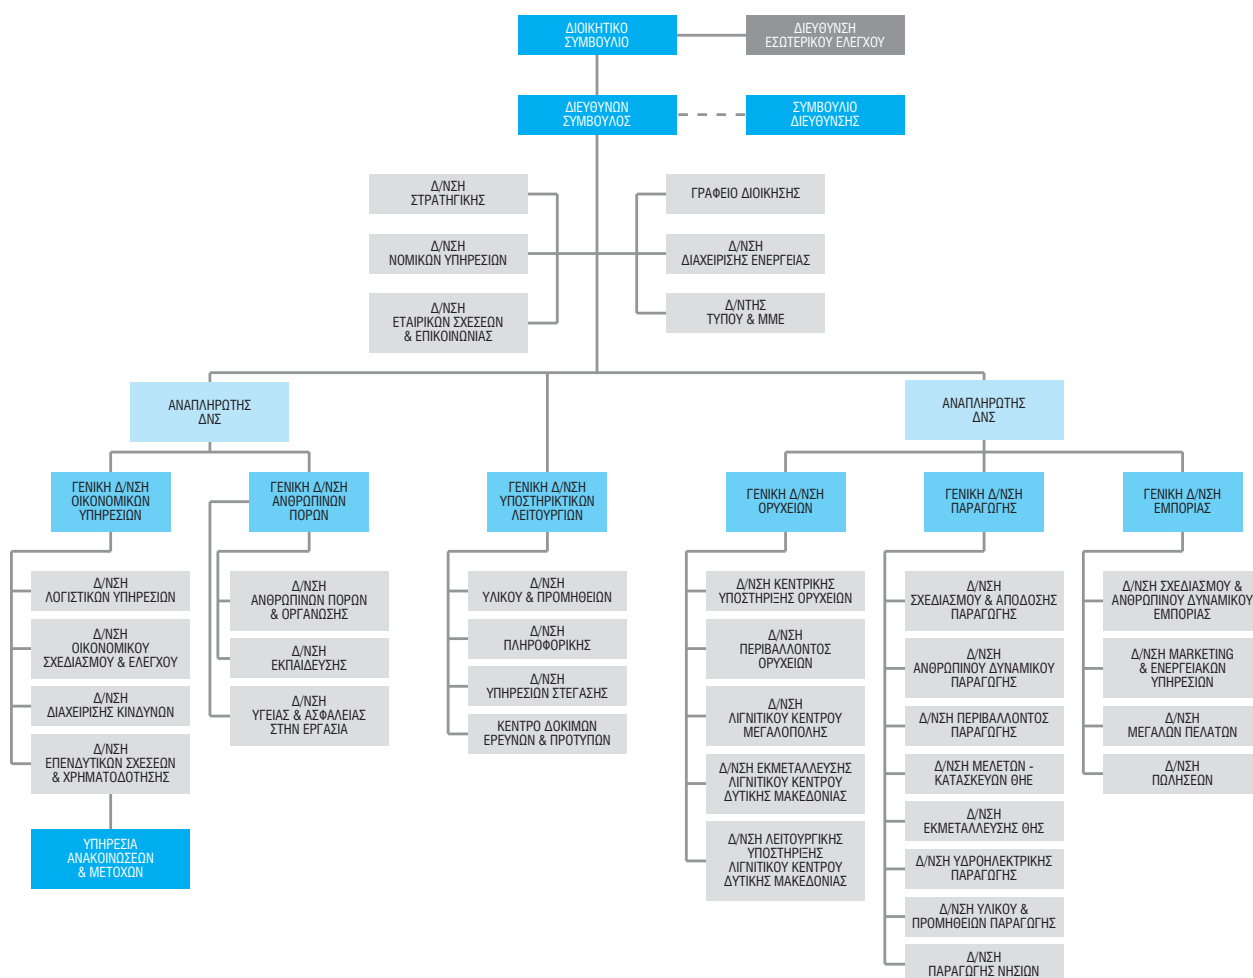 ΔΙΟΙΚΗΤΙΚΟ
ΣΥΜΒΟΥΛΙΟ
ΔΙΕΥΘΥΝΣΗ
ΕΣΩΤΕΡΙΚΟΥ ΕΛΕΓΧΟΥ
ΔΙΕΥΘΥΝΩΝ
ΣΥΜΒΟΥΛΟΣ
ΣΥΜΒΟΥΛΙΟ
ΔΙΕΥΘΥΝΣΗΣ
Δ/ΝΣΗ
ΣΤΡΑΤΗΓΙΚΗΣ
ΓΡΑΦΕΙΟ ΔΙΟΙΚΗΣΗΣ
Δ/ΝΣΗ
ΝΟΜΙΚΩΝ ΥΠΗΡΕΣΙΩΝ
Δ/ΝΣΗ
ΔΙΑΧΕΙΡΙΣΗΣ ΕΝΕΡΓΕΙΑΣ
Δ/ΝΣΗ
ΕΤΑΙΡΙΚΩΝ ΣΧΕΣΕΩΝ
& ΕΠΙΚΟΙΝΩΝΙΑΣ
Δ/ΝΤΗΣ
ΤΥΠΟΥ & ΜΜΕ
ΑΝΑΠΛΗΡΩΤΗΣ
ΔΝΣ
ΑΝΑΠΛΗΡΩΤΗΣ
ΔΝΣ
ΓΕΝΙΚΗ Δ/ΝΣΗ
ΟΙΚΟΝΟΜΙΚΩΝ
ΥΠΗΡΕΣΙΩΝ
ΓΕΝΙΚΗ Δ/ΝΣΗ
ΑΝΘΡΩΠΙΝΩΝ
ΠΟΡΩΝ
ΓΕΝΙΚΗ Δ/ΝΣΗ
ΥΠΟΣΤΗΡΙΚΤΙΚΩΝ
ΛΕΙΤΟΥΡΓΙΩΝ
ΓΕΝΙΚΗ Δ/ΝΣΗ
ΟΡΥΧΕΙΩΝ
ΓΕΝΙΚΗ Δ/ΝΣΗ
ΠΑΡΑΓΩΓΗΣ
ΓΕΝΙΚΗ Δ/ΝΣΗ
ΕΜΠΟΡΙΑΣ
Δ/ΝΣΗ
ΛΟΓΙΣΤΙΚΩΝ ΥΠΗΡΕΣΙΩΝ
Δ/ΝΣΗ
ΟΙΚΟΝΟΜΙΚΟΥ
ΣΧΕΔΙΑΣΜΟΥ & ΕΛΕΓΧΟΥ
Δ/ΝΣΗ
ΔΙΑΧΕΙΡΙΣΗΣ ΚΙΝΔΥΝΩΝ
Δ/ΝΣΗ
ΕΠΕΝΔΥΤΙΚΩΝ ΣΧΕΣΕΩΝ
& ΧΡΗΜΑΤΟΔΟΤΗΣΗΣ
ΥΠΗΡΕΣΙΑ
ΑΝΑΚΟΙΝΩΣΕΩΝ
& ΜΕΤΟΧΩΝ
Δ/ΝΣΗ
ΑΝΘΡΩΠΙΝΩΝ ΠΟΡΩΝ
& ΟΡΓΑΝΩΣΗΣ
Δ/ΝΣΗ
ΕΚΠΑΙΔΕΥΣΗΣ
Δ/ΝΣΗ
ΥΓΕΙΑΣ & ΑΣΦΑΛΕΙΑΣ
ΣΤΗΝ ΕΡΓΑΣΙΑ
Δ/ΝΣΗ
ΥΛΙΚΟΥ & ΠΡΟΜΗΘΕΙΩΝ
Δ/ΝΣΗ
ΠΛΗΡΟΦΟΡΙΚΗΣ
Δ/ΝΣΗ
ΥΠΗΡΕΣΙΩΝ ΣΤΕΓΑΣΗΣ
ΚΕΝΤΡΟ ΔΟΚΙΜΩΝ
ΕΡΕΥΝΩΝ & ΠΡΟΤΥΠΩΝ
Δ/ΝΣΗ ΚΕΝΤΡΙΚΗΣ
ΥΠΟΣΤΗΡΙΞΗΣ ΟΡΥΧΕΙΩΝ
Δ/ΝΣΗ
ΠΕΡΙΒΑΛΛΟΝΤΟΣ
ΟΡΥΧΕΙΩΝ
Δ/ΝΣΗ
ΛΙΓΝΙΤΙΚΟΥ ΚΕΝΤΡΟΥ
ΜΕΓΑΛΟΠΟΛΗΣ
Δ/ΝΣΗ ΕΚΜΕΤΑΛΛΕΥΣΗΣ
ΛΙΓΝΙΤΙΚΟΥ ΚΕΝΤΡΟΥ
ΔΥΤΙΚΗΣ ΜΑΚΕΔΟΝΙΑΣ
Δ/ΝΣΗ ΛΕΙΤΟΥΡΓΙΚΗΣ
ΥΠΟΣΤΗΡΙΞΗΣ
ΛΙΓΝΙΤΙΚΟΥ ΚΕΝΤΡΟΥ
ΔΥΤΙΚΗΣ ΜΑΚΕΔΟΝΙΑΣ
Δ/ΝΣΗ
ΣΧΕΔΙΑΣΜΟΥ & ΑΠΟΔΟΣΗΣ
ΠΑΡΑΓΩΓΗΣ
Δ/ΝΣΗ
ΑΝΘΡΩΠΙΝΟΥ ΔΥΝΑΜΙΚΟΥ
ΠΑΡΑΓΩΓΗΣ
Δ/ΝΣΗ ΠΕΡΙΒΑΛΛΟΝΤΟΣ
ΠΑΡΑΓΩΓΗΣ
Δ/ΝΣΗ ΜΕΛΕΤΩΝ -
ΚΑΤΑΣΚΕΥΩΝ ΘΗΕ
Δ/ΝΣΗ
ΕΚΜΕΤΑΛΛΕΥΣΗΣ ΘΗΣ
Δ/ΝΣΗ ΥΔΡΟΗΛΕΚΤΡΙΚΗΣ
ΠΑΡΑΓΩΓΗΣ
Δ/ΝΣΗ ΥΛΙΚΟΥ &
ΠΡΟΜΗΘΕΙΩΝ ΠΑΡΑΓΩΓΗΣ
Δ/ΝΣΗ
ΠΑΡΑΓΩΓΗΣ ΝΗΣΙΩΝ
Δ/ΝΣΗ ΣΧΕΔΙΑΣΜΟΥ &
ΑΝΘΡΩΠΙΝΟΥ ΔΥΝΑΜΙΚΟΥ
ΕΜΠΟΡΙΑΣ
Δ/ΝΣΗ MARKETING
& ΕΝΕΡΓΕΙΑΚΩΝ
ΥΠΗΡΕΣΙΩΝ
Δ/ΝΣΗ
ΜΕΓΑΛΩΝ ΠΕΛΑΤΩΝ
Δ/ΝΣΗ
ΠΩΛΗΣΕΩΝ